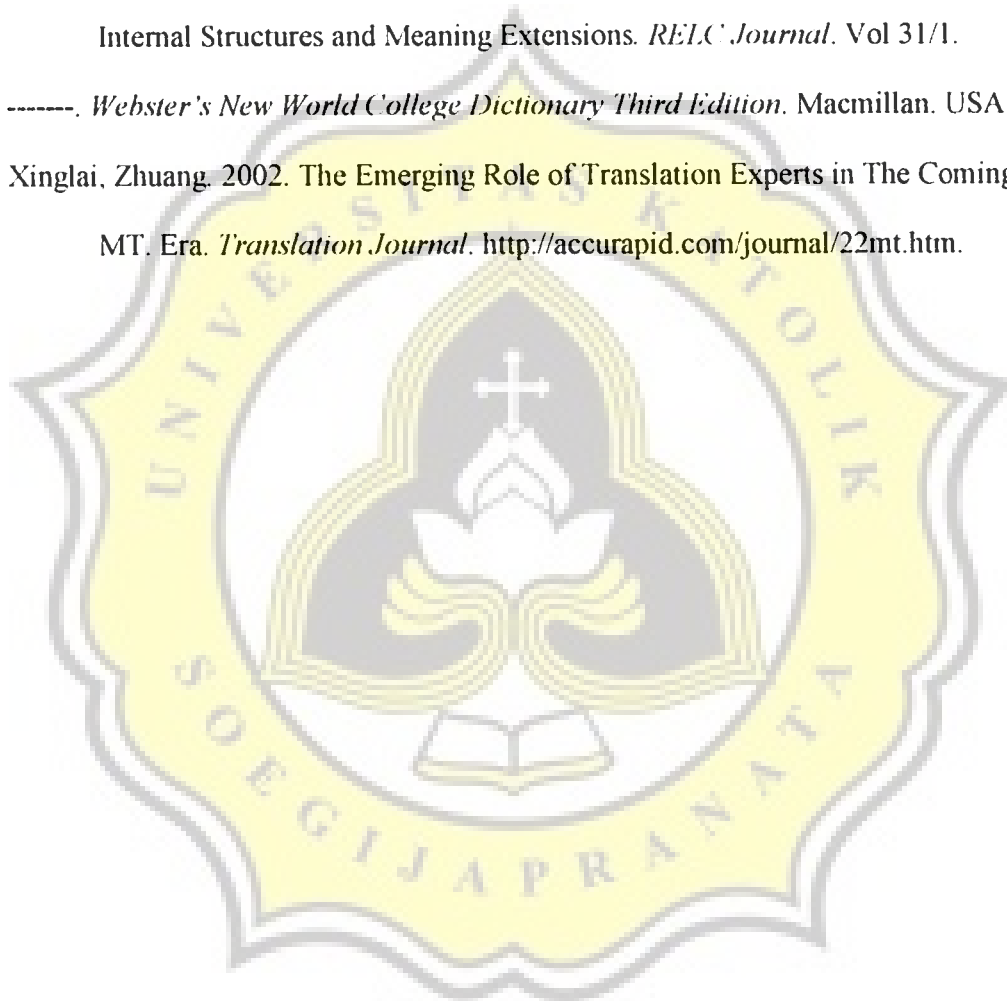 Internal Structures and Meaning Extensions. RELC Journal. Vol 31/1.
-------. Webster's New World College Dictionary Third Edition. Macmillan. USA
Xinglai, Zhuang. 2002. The Emerging Role of Translation Experts in The Coming
MT. Era. Translation Journal. http://accurapid.com/journal/22mt.htm.
UNIVERSITAS KATOLIK
SOEGIJAPRANATA